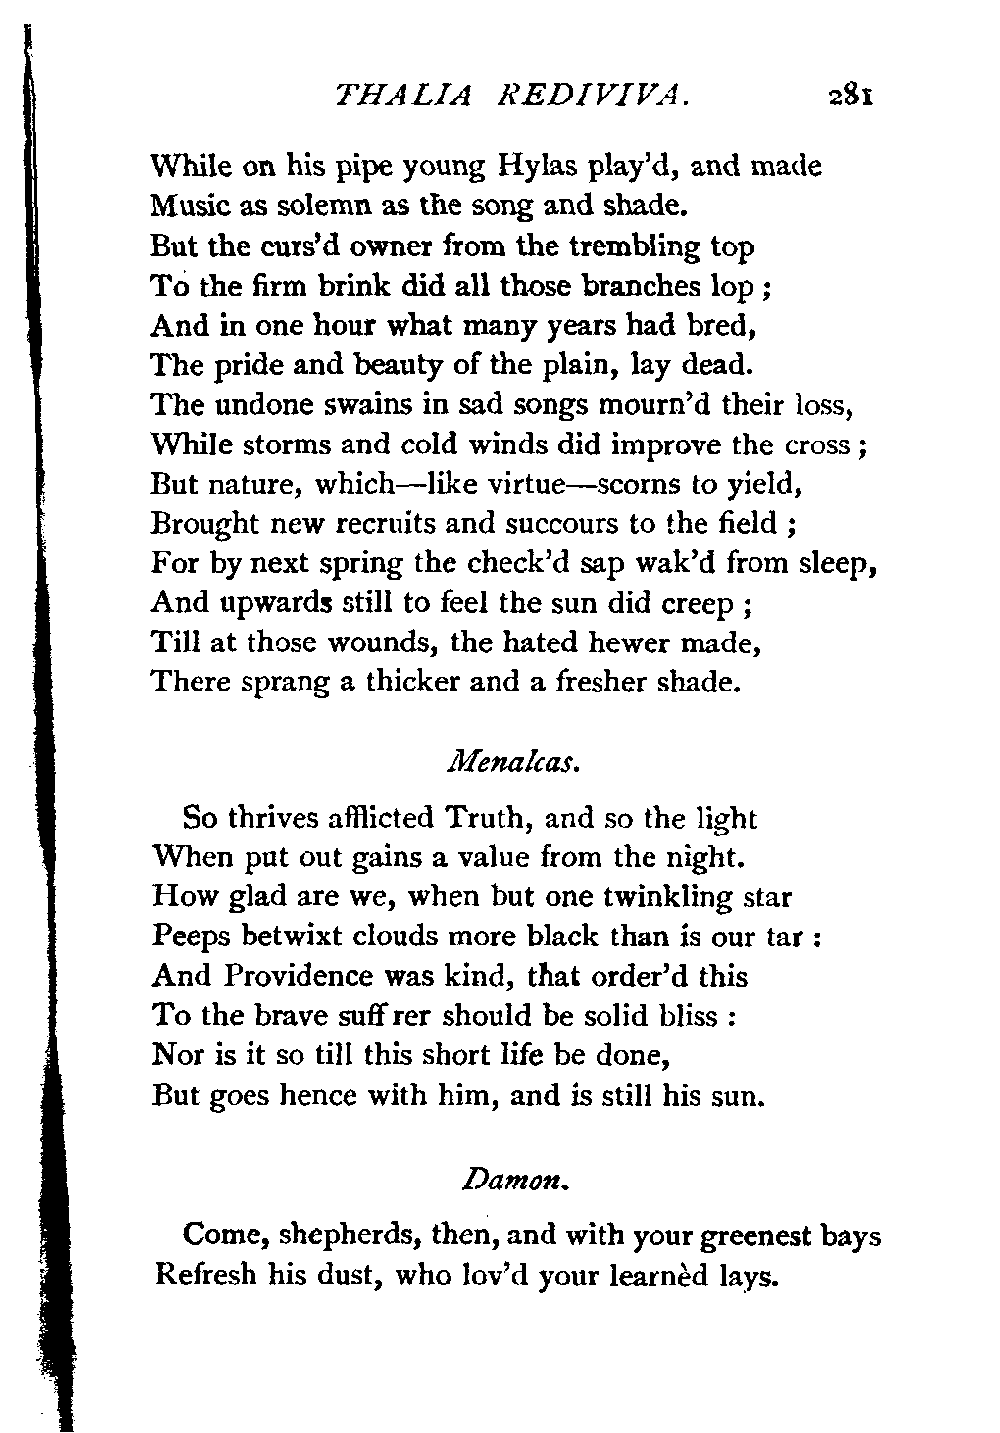 THALIA REDIVIVA. 281
While on his pipe young Hylas play'd, and made
Music as solemn as the song and shade.
But the curs'd owner from the trembling top
To the firm brink did all those branches lop ;
And in one hour what many years had bred,
The pride and beauty of the plain, lay dead.
The undone swains in sad songs mourn'd their loss,
While storms and cold winds did improve the cross ;
But nature, which—like virtue—scorns to yield,
Brought new recruits and succours to the field ;
For by next spring the check'd sap wak'd from sleep,
And upwards still to feel the sun did creep ;
Till at those wounds, the hated hewer made,
There sprang a thicker and a fresher shade.
Menalcas.
So thrives afflicted Truth, and so the light
When put out gains a value from the night.
How glad are we, when but one twinkling star
Peeps betwixt clouds more black than is our tar :
And Providence was kind, that order'd this
To the brave suff'rer should be solid bliss :
Nor is it so till this short life be done,
But goes hence with him, and is still his sun.
Damon.
Come, shepherds, then, and with your greenest bays
Refresh his dust, who lov'd your learnèd lays.